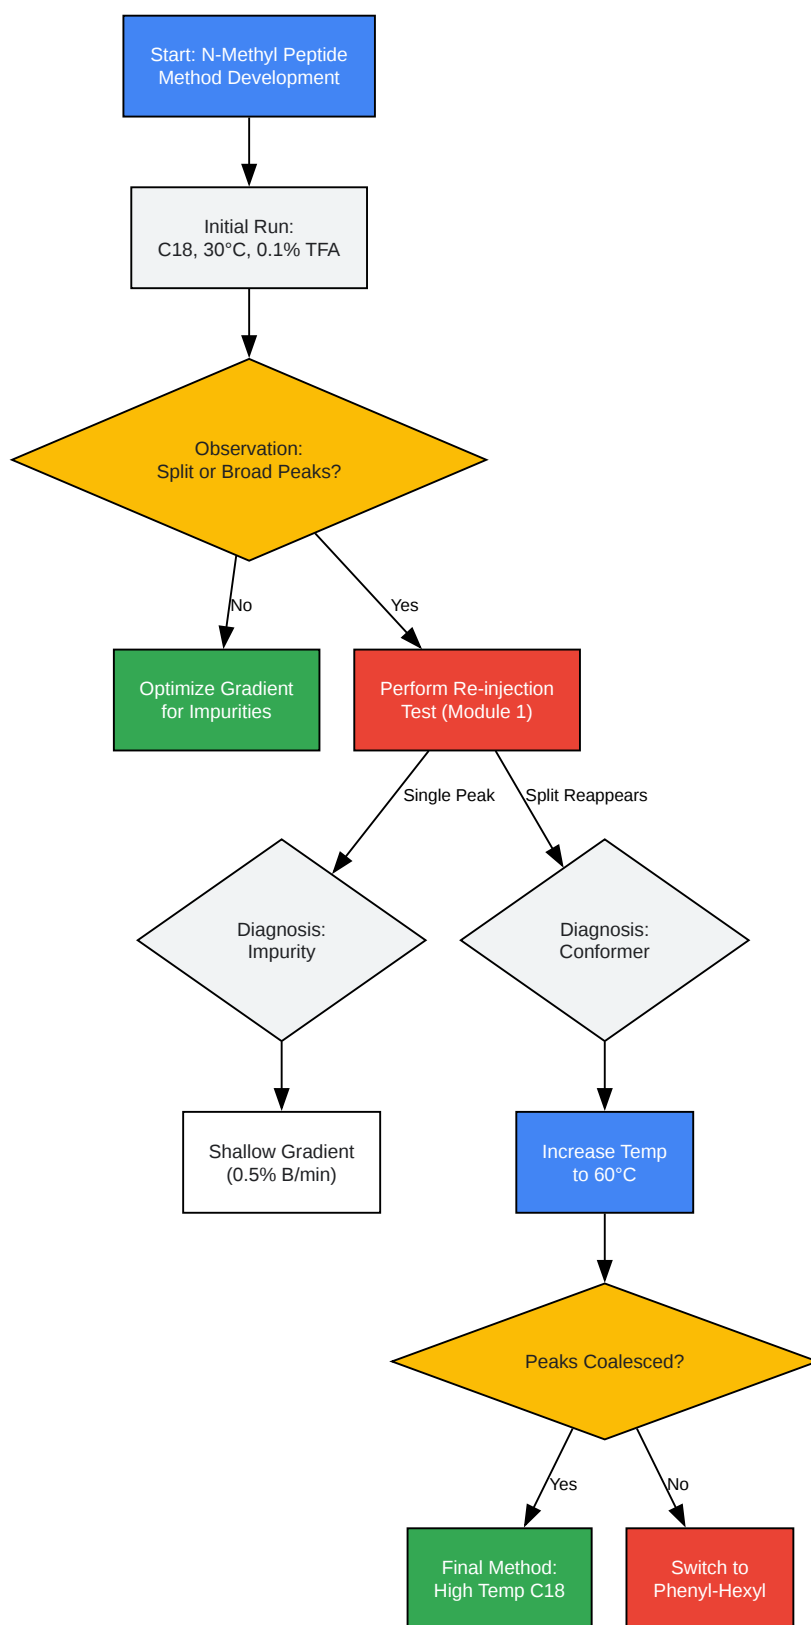 Start: N-Methyl Peptide
Method Development
Initial Run:
C18, 30°C, 0.1% TFA
Observation:
Split or Broad Peaks?
No
Yes
Optimize Gradient
for Impurities
Perform Re-injection
Test (Module 1)
Single Peak
Split Reappears
Diagnosis:
Impurity
Diagnosis:
Conformer
Shallow Gradient
(0.5% B/min)
Increase Temp
to 60°C
Peaks Coalesced?
Yes
No
Final Method:
High Temp C18
Switch to
Phenyl-Hexyl